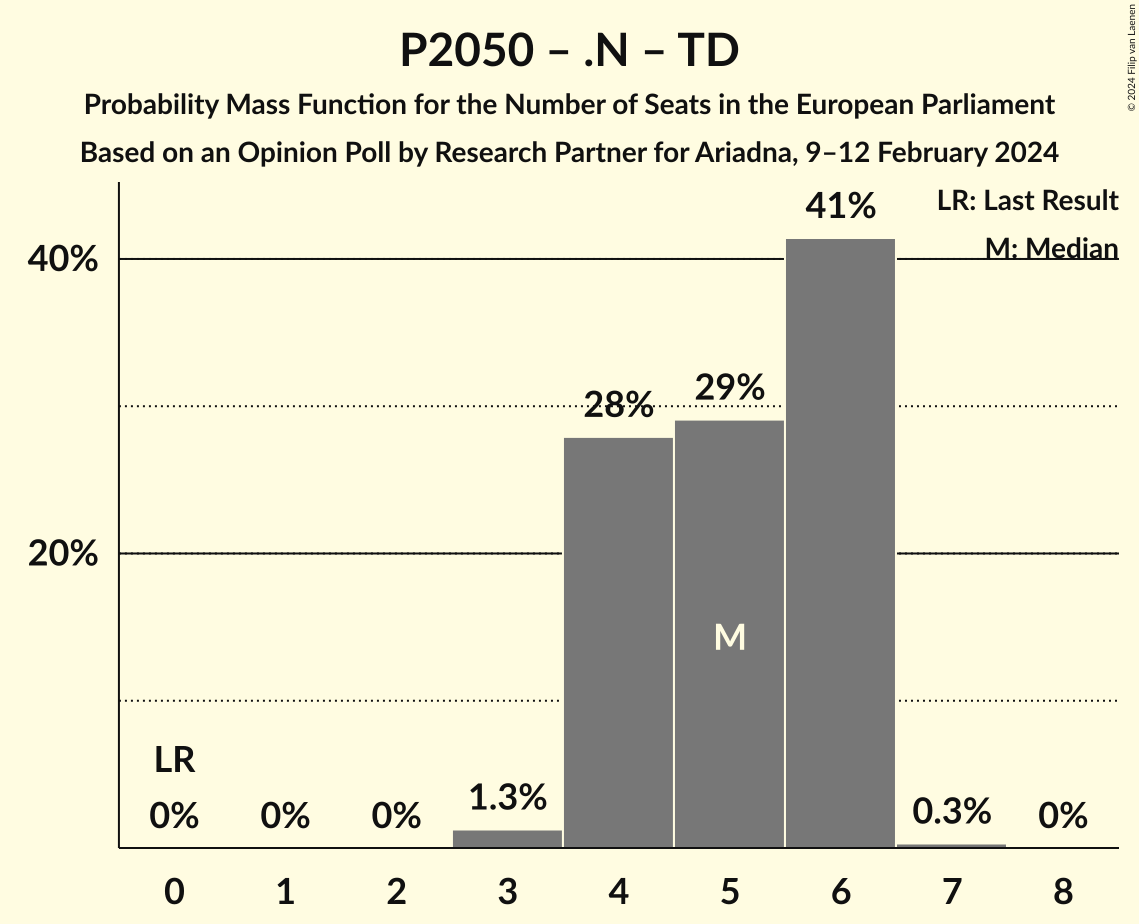 P2050 – .N – TD
Probability Mass Function for the Number of Seats in the European Parliament
Based on an Opinion Poll by Research Partner for Ariadna, 9–12 February 2024
© 2024 Filip van Laenen
LR: Last Result
M: Median
40%
20%
41%
29%
28%
M
LR
0% 0% 0% 1.3% 0.3% 0%
0 1 2 3 4 5 6 7 8